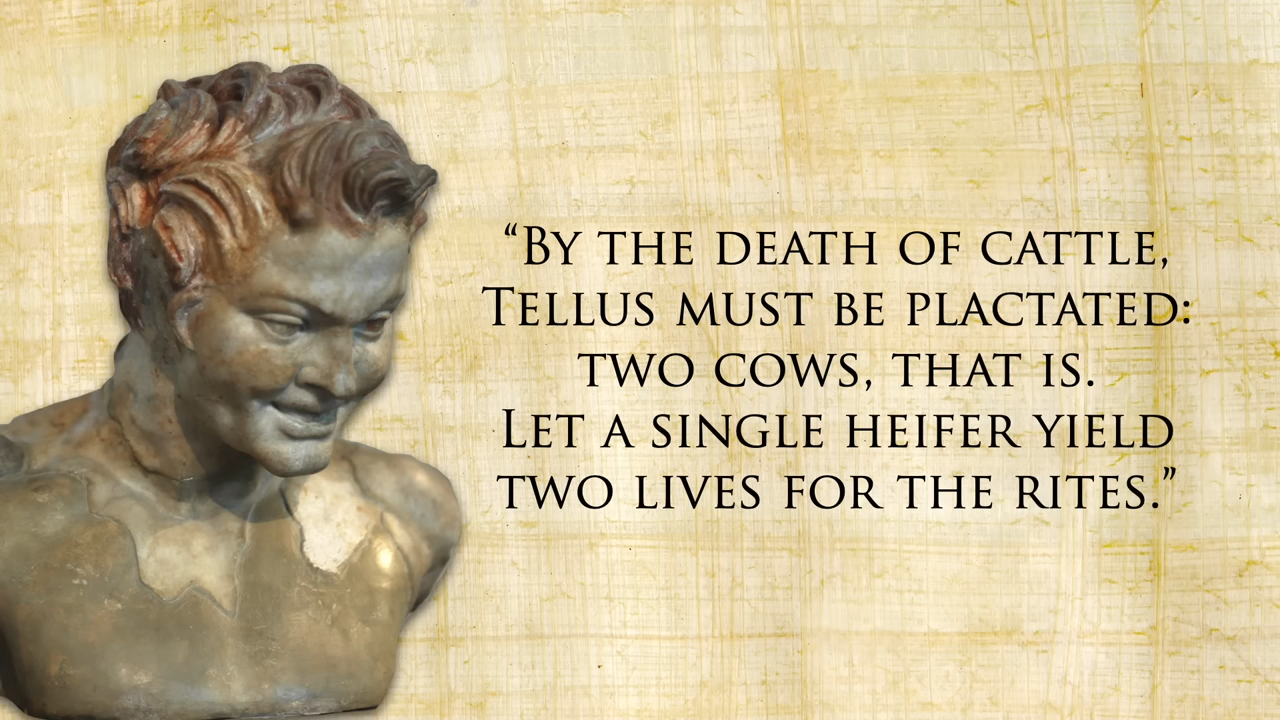 “By the death of cattle,
Tellus must be plactated:
two cows, that is.
Let a single heifer yield
two lives for the rites.”